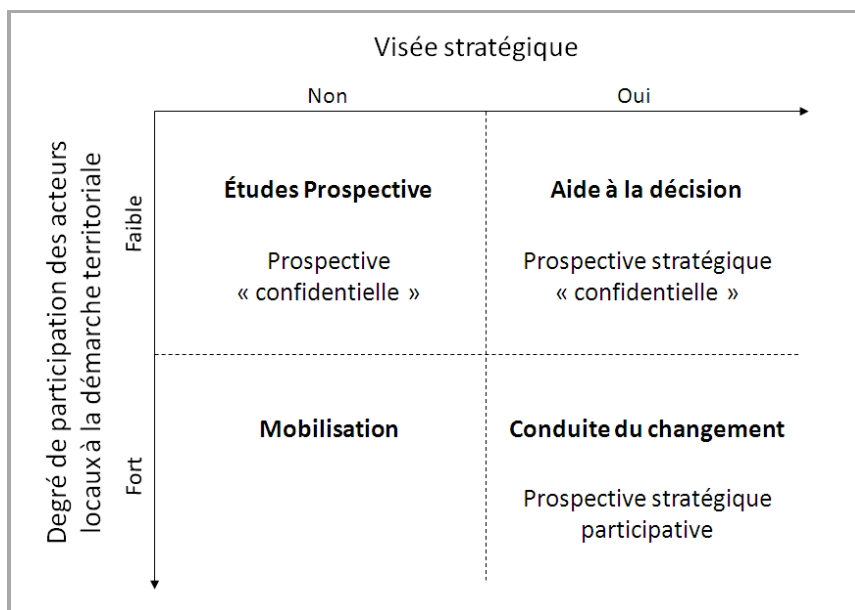 Visée stratégique
Non
Oui
Degré de participation des acteurs
locaux à la démarche territoriale
Faible
Études Prospective
Aide à la décision
Prospective
« confidentielle »
Prospective stratégique
« confidentielle »
Fort
Mobilisation
Conduite du changement
Prospective stratégique
participative